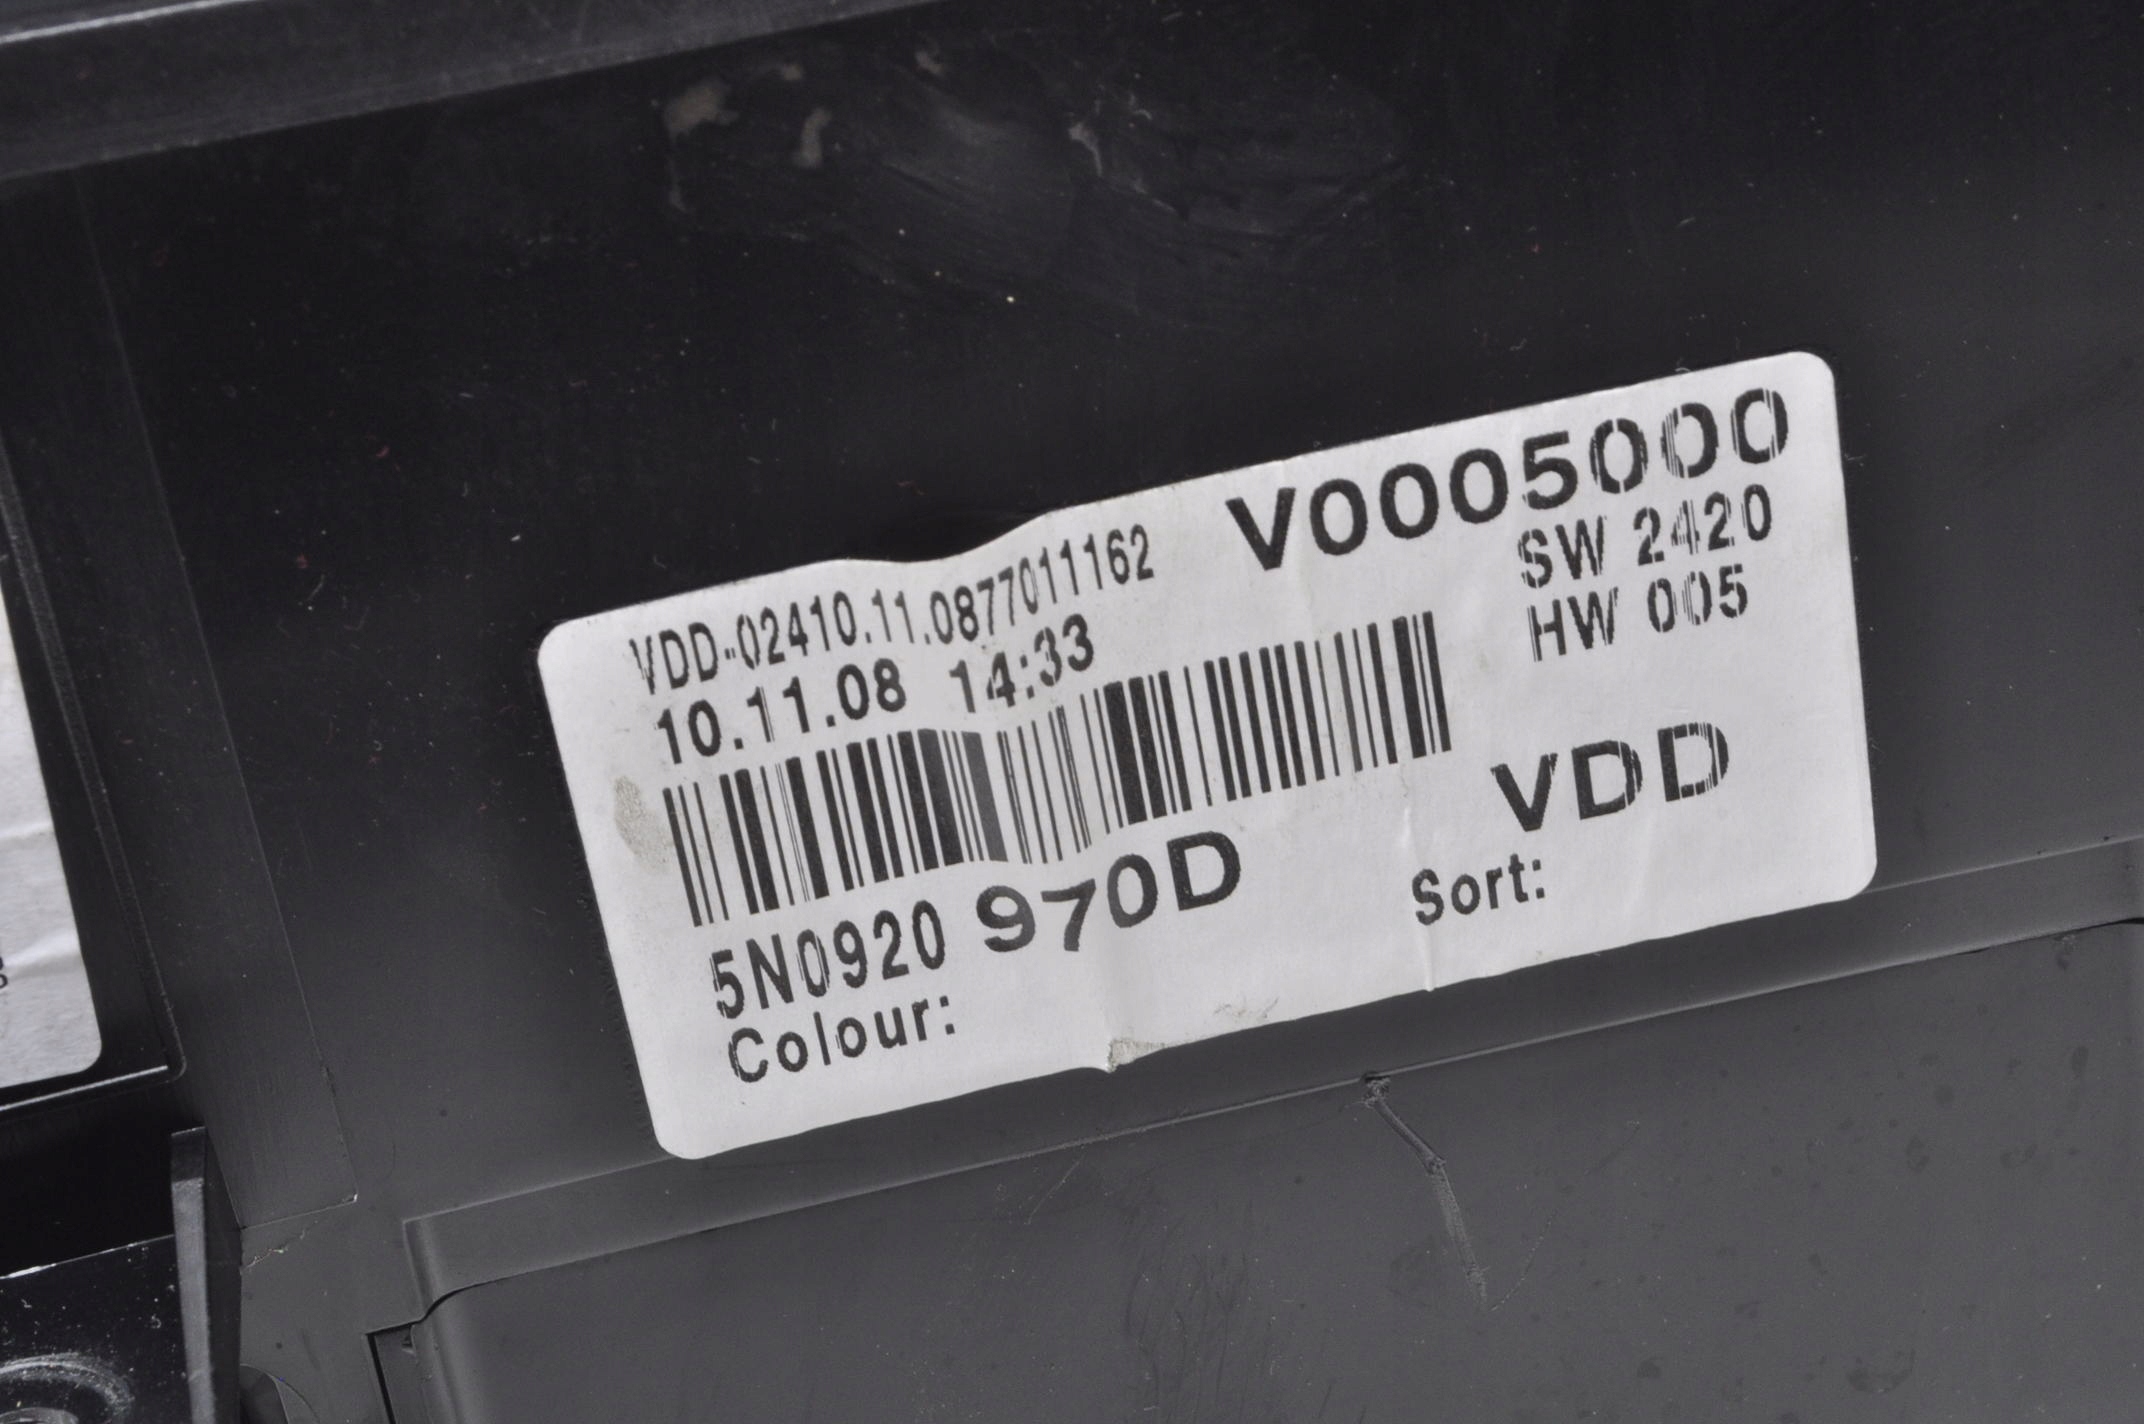 VDD-02410.11.0877011162
V0005000
10.11.08 14:33
SW 2420
HW 005
VDD
5N0920 970D
Sort:
Colour: